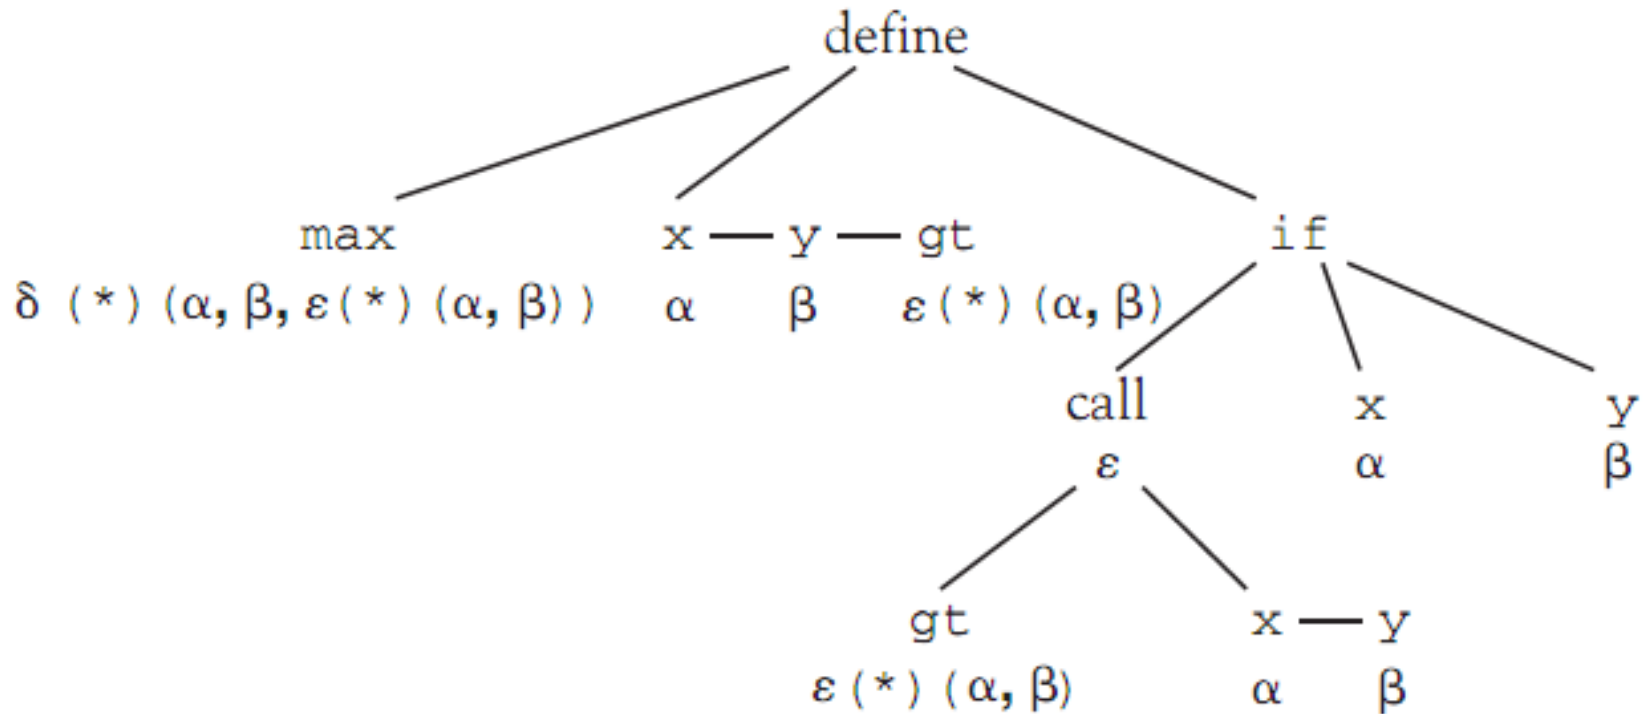 define
max x y gt if
δ (*) (α, β, ε(*) (α, β)) α β ε(*) (α, β)
call x y
ε α β
gt x y
ε (*) (α, β) α β